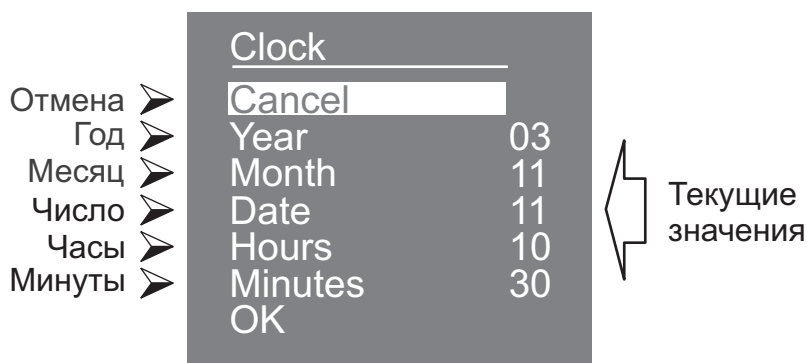 Clock
Отмена Cancel
Год Year 03
Месяц Month 11
Число Date 11
Часы Hours 10
Минуты Minutes 30
OK
Текущие
значения